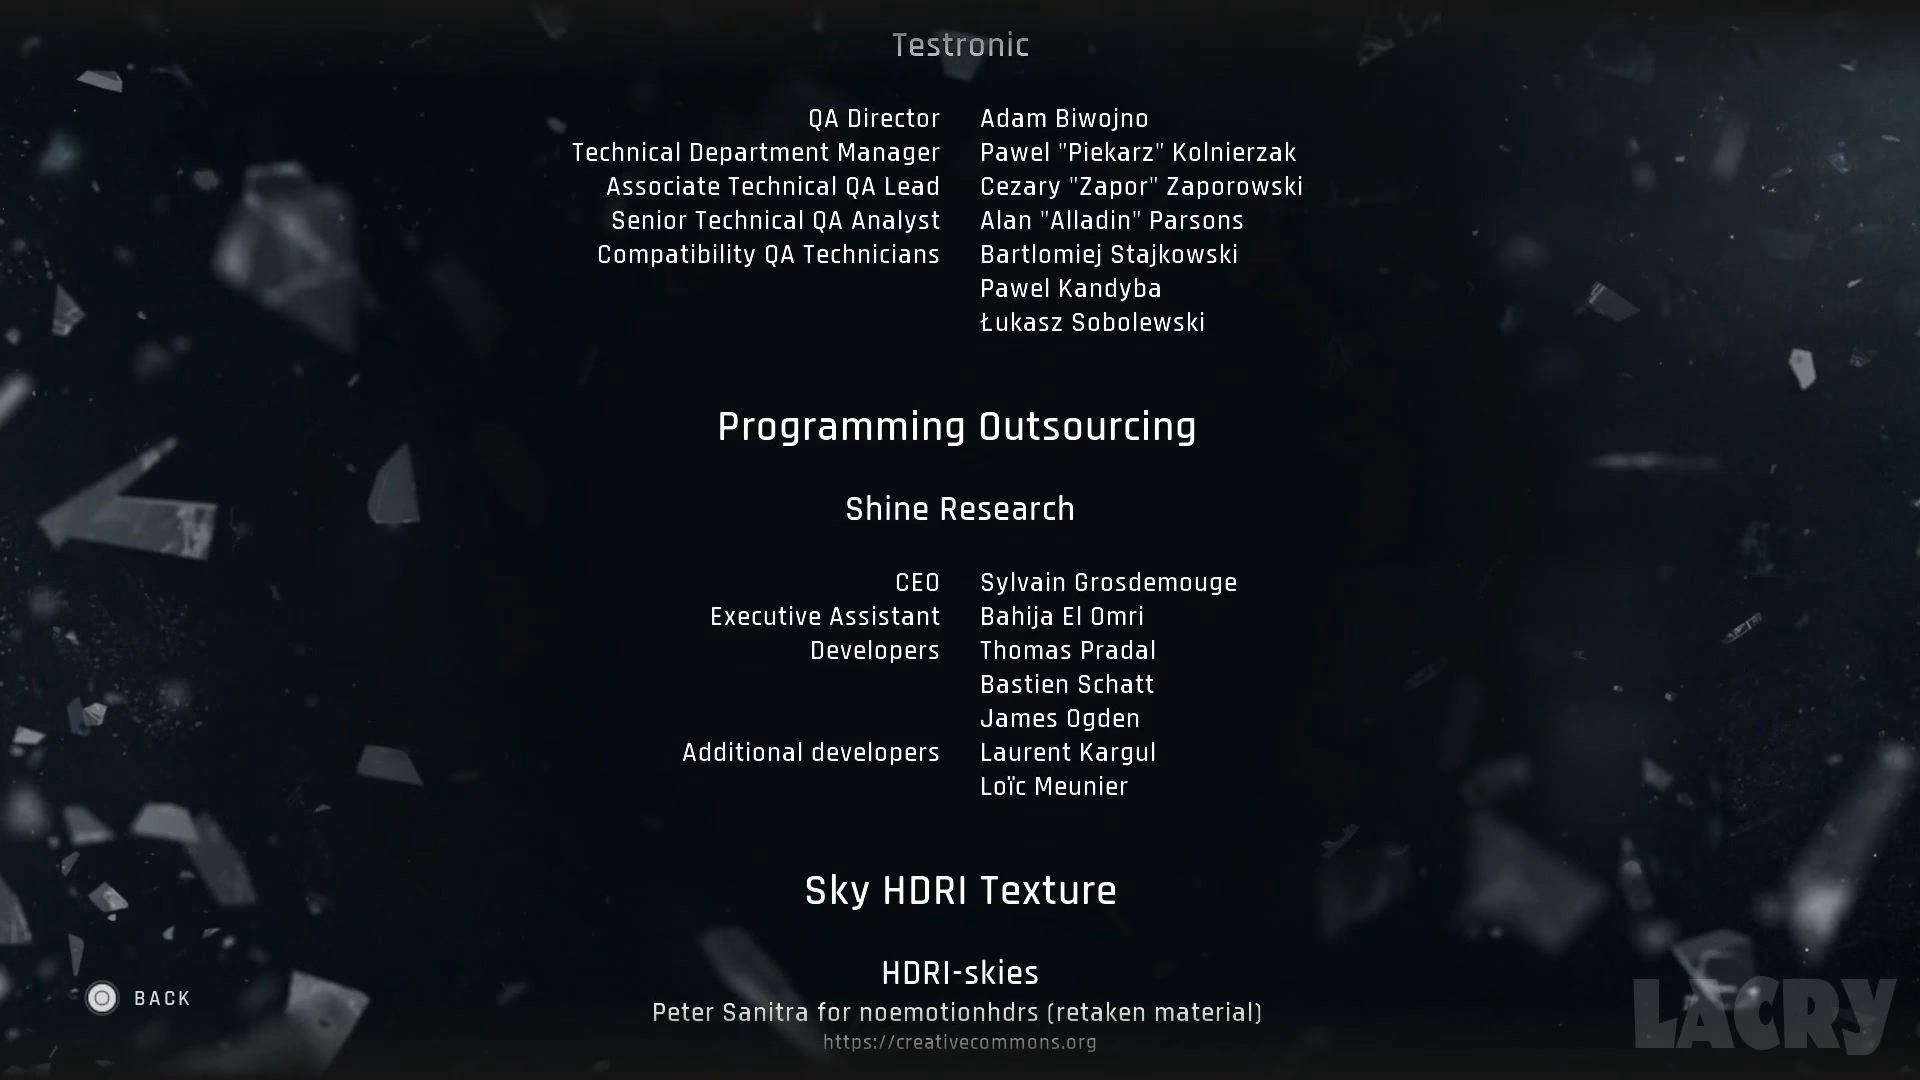 Testronic
QA Director Adam Biwojno
Technical Department Manager Pawel "Piekarz" Kolnierzak
Associate Technical QA Lead Cezary "Zapor" Zaporowski
Senior Technical QA Analyst Alan "Alladin" Parsons
Compatibility QA Technicians Bartlomiej Stajkowski
Pawel Kandyba
Łukasz Sobolewski
Programming Outsourcing
Shine Research
CEO Sylvain Grosdemouge
Executive Assistant Bahija El Omri
Developers Thomas Pradal
Bastien Schatt
James Ogden
Additional developers Laurent Kargul
Loïc Meunier
Sky HDRI Texture
HDRI-skies
Peter Sanitra for noemotionhdrs (retaken material)
https://creativecommons.org
BACK
LACRY